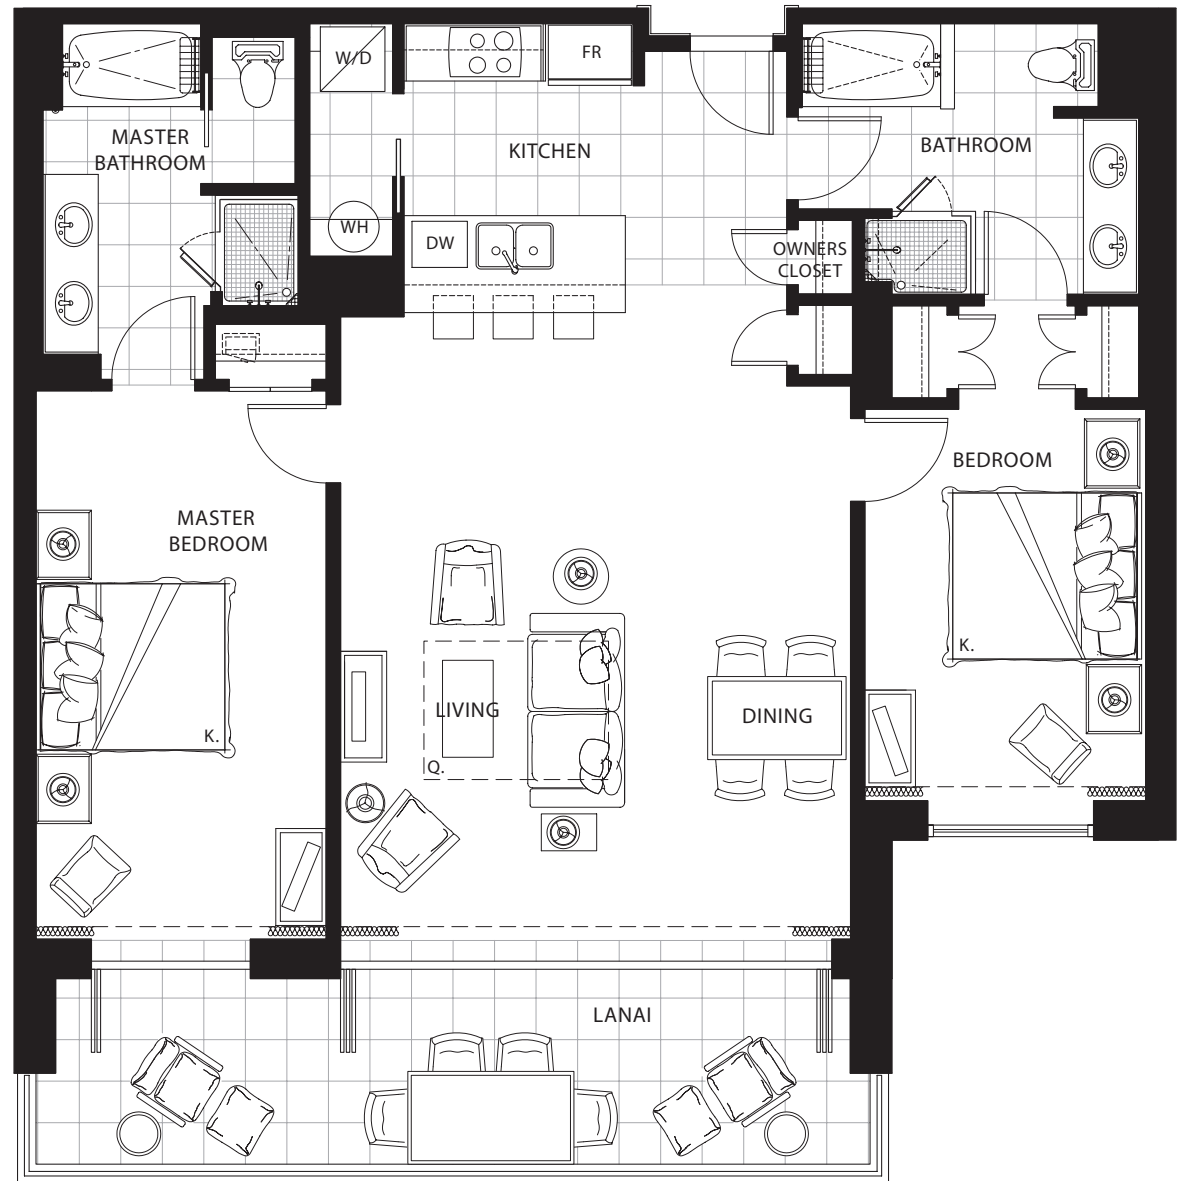 W/D
FR
MASTER
BATHROOM
KITCHEN
BATHROOM
WH
DW
OWNERS
CLOSET
BEDROOM
MASTER
BEDROOM
K.
K.
LIVING
DINING
Q.
LANAI